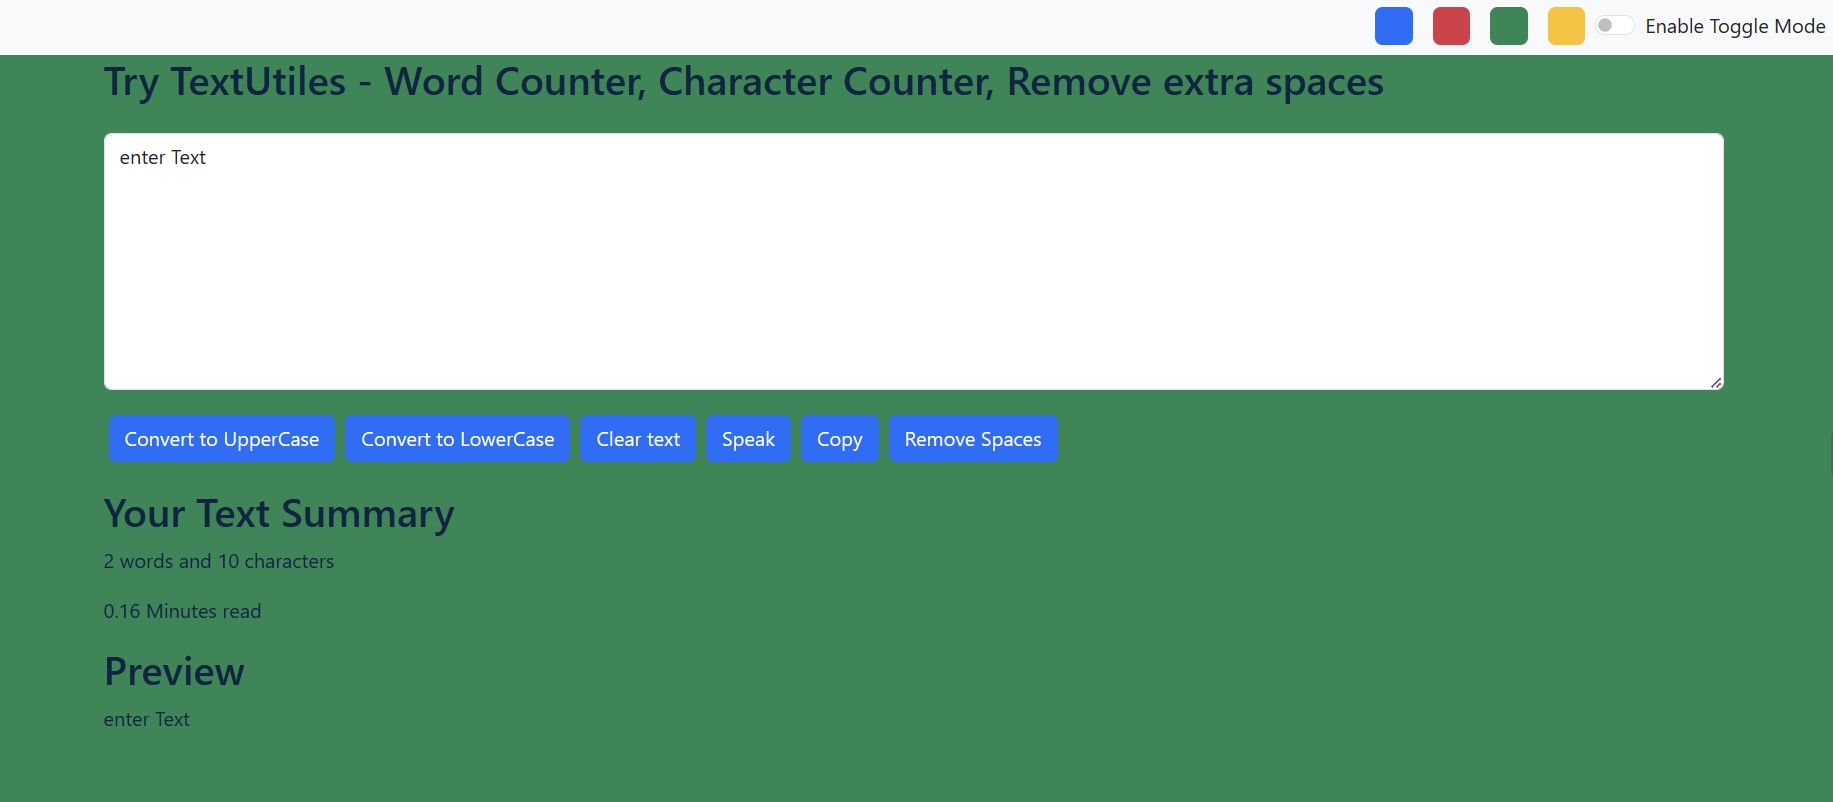 Enable Toggle Mode
Try TextUtiles - Word Counter, Character Counter, Remove extra spaces
enter Text
Convert to UpperCase Convert to LowerCase Clear text Speak Copy Remove Spaces
Your Text Summary
2 words and 10 characters
0.16 Minutes read
Preview
enter Text